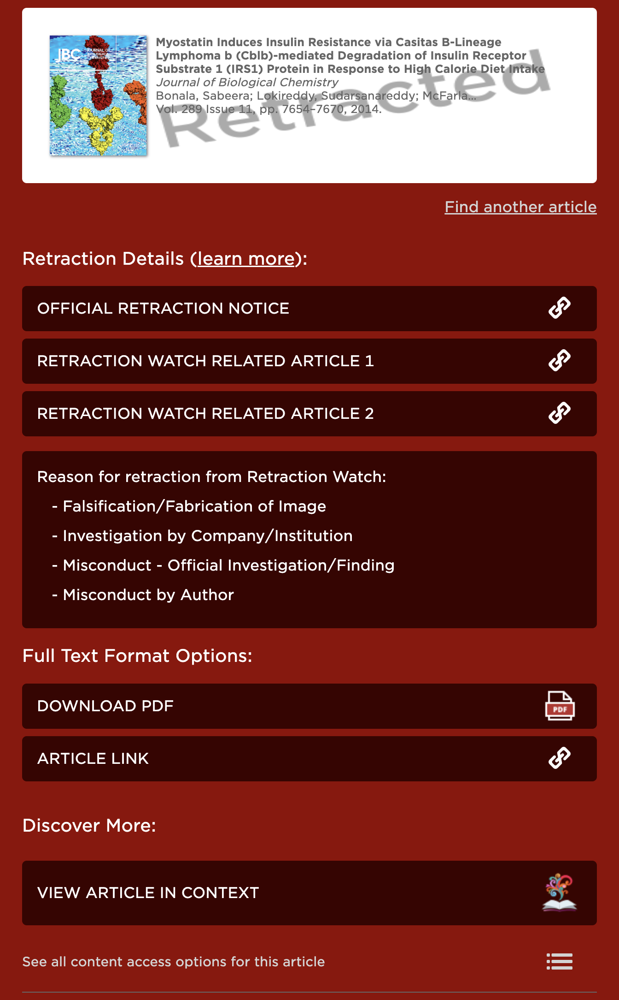 JBC
JOURNAL OF
BIOLOGICAL
CHEMISTRY
Myostatin Induces Insulin Resistance via Casitas B-Lineage
Lymphoma b (Cblb)-mediated Degradation of Insulin Receptor
Substrate 1 (IRS1) Protein in Response to High Calorie Diet Intake
Journal of Biological Chemistry
Bonala, Sabeera; Lokireddy, Sudarsanareddy; McFarla...
Vol. 289 Issue 11, pp. 7654–7670, 2014.
Retracted
Find another article
Retraction Details (learn more):
OFFICIAL RETRACTION NOTICE
RETRACTION WATCH RELATED ARTICLE 1
RETRACTION WATCH RELATED ARTICLE 2
Reason for retraction from Retraction Watch:
- Falsification/Fabrication of Image
- Investigation by Company/Institution
- Misconduct - Official Investigation/Finding
- Misconduct by Author
Full Text Format Options:
DOWNLOAD PDF
PDF
ARTICLE LINK
Discover More:
VIEW ARTICLE IN CONTEXT
See all content access options for this article